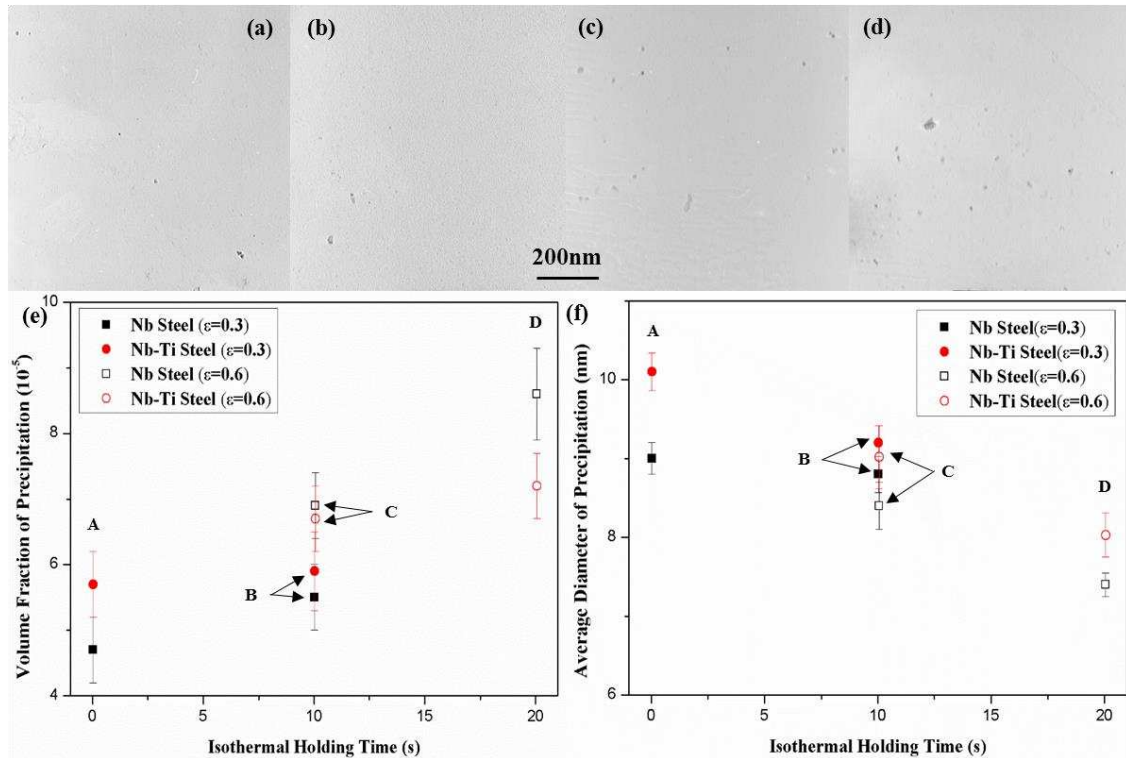 (a)
(b)
(c)
(d)
200nm
(e)
Nb Steel (ε=0.3)
Nb-Ti Steel (ε=0.3)
Nb Steel (ε=0.6)
Nb-Ti Steel (ε=0.6)
A
B
C
D
10
8
6
4
Volume Fraction of Precipitation (10⁻⁵)
0
5
10
15
20
Isothermal Holding Time (s)
(f)
Nb Steel(ε=0.3)
Nb-Ti Steel(ε=0.3)
Nb Steel(ε=0.6)
Nb-Ti Steel(ε=0.6)
A
B
C
D
10
8
6
Average Diameter of Precipitation (nm)
0
5
10
15
20
Isothermal Holding Time (s)